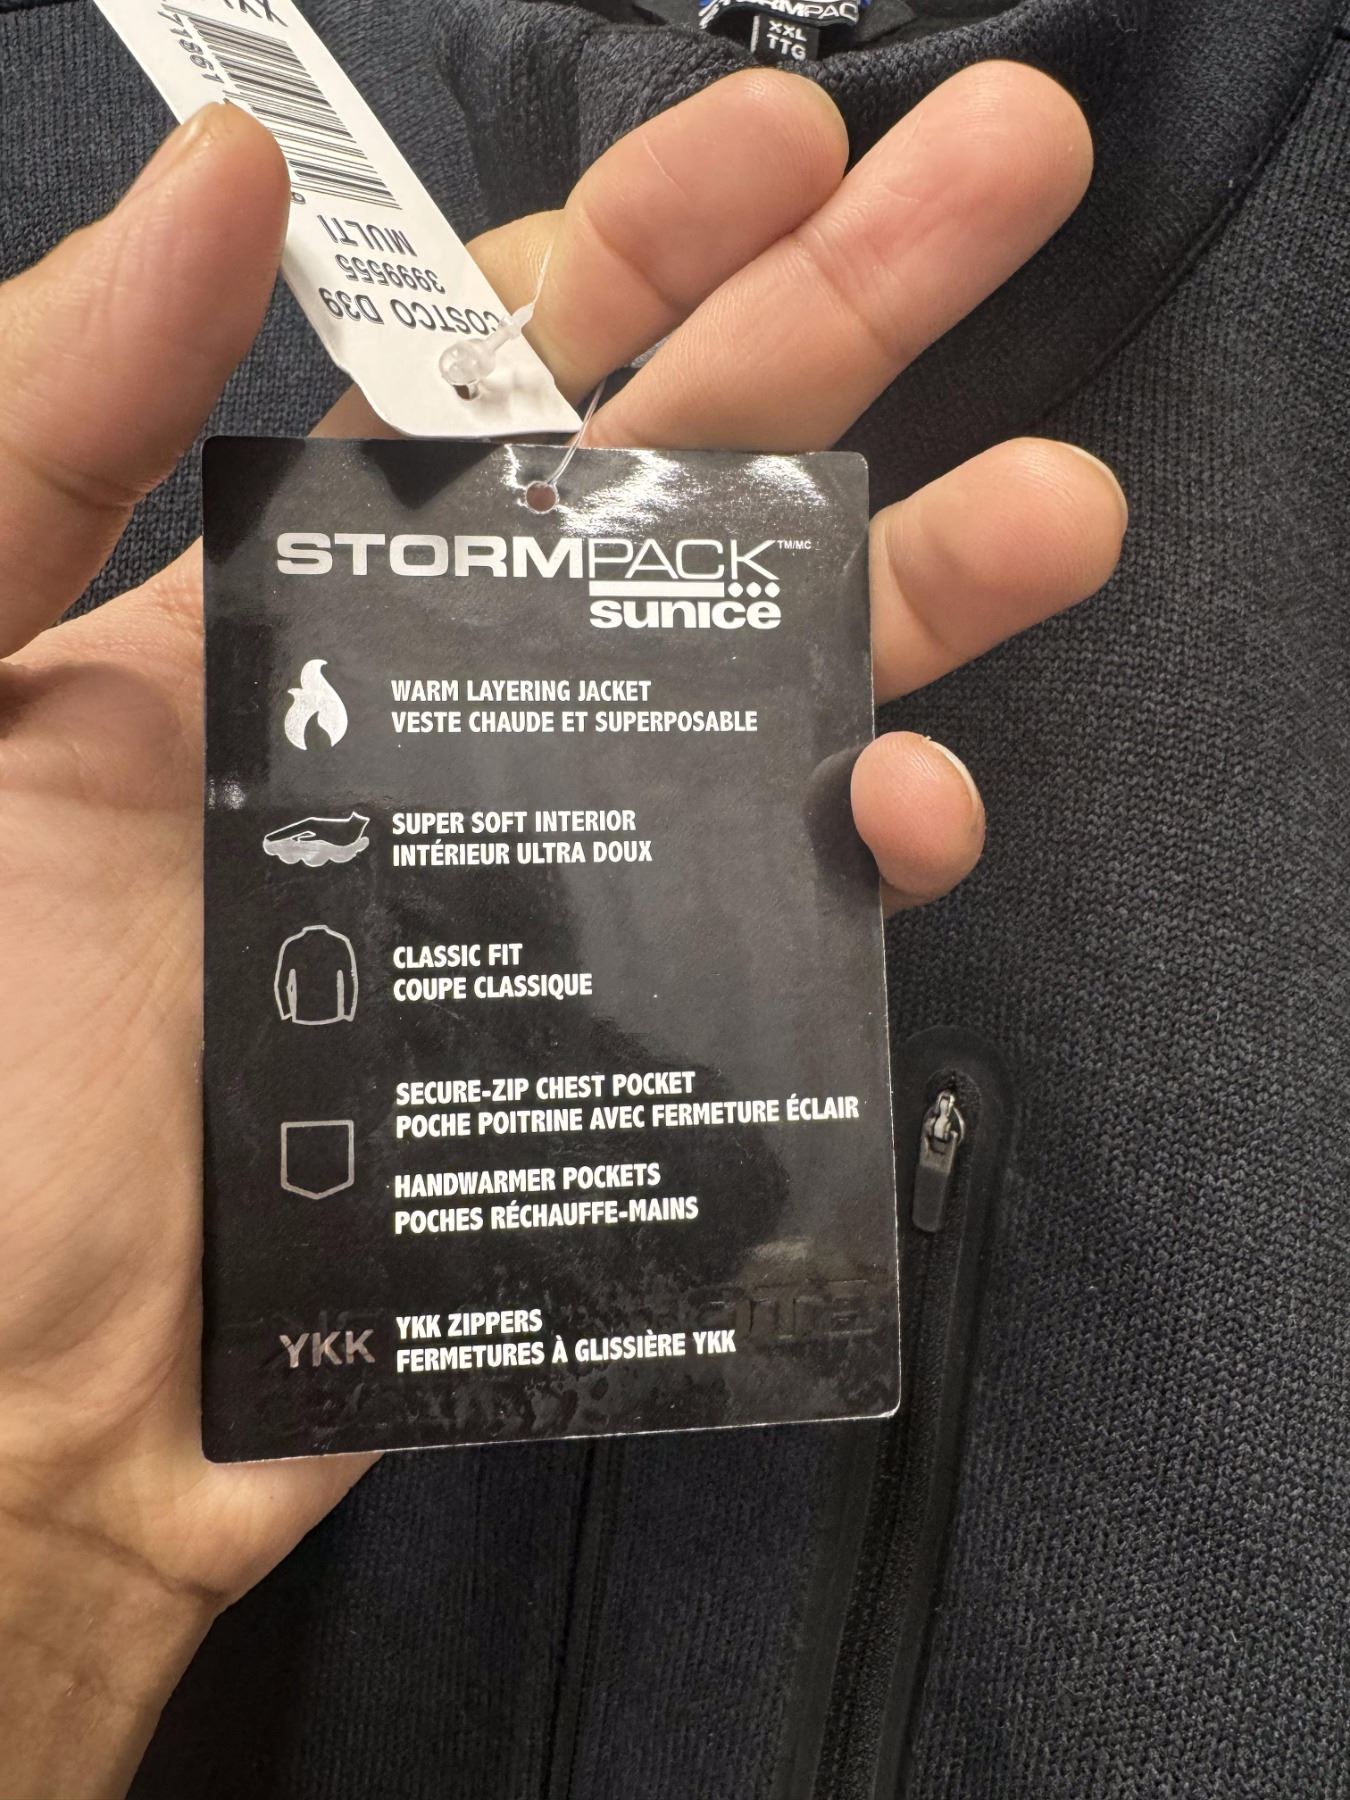 XXL
TTG
COSTCO D39
3999555
MULTI
STORMPACK TM/MC
sunice
WARM LAYERING JACKET
VESTE CHAUDE ET SUPERPOSABLE
SUPER SOFT INTERIOR
INTÉRIEUR ULTRA DOUX
CLASSIC FIT
COUPE CLASSIQUE
SECURE-ZIP CHEST POCKET
POCHE POITRINE AVEC FERMETURE ÉCLAIR
HANDWARMER POCKETS
POCHES RÉCHAUFFE-MAINS
YKK
YKK ZIPPERS
FERMETURES À GLISSIÈRE YKK